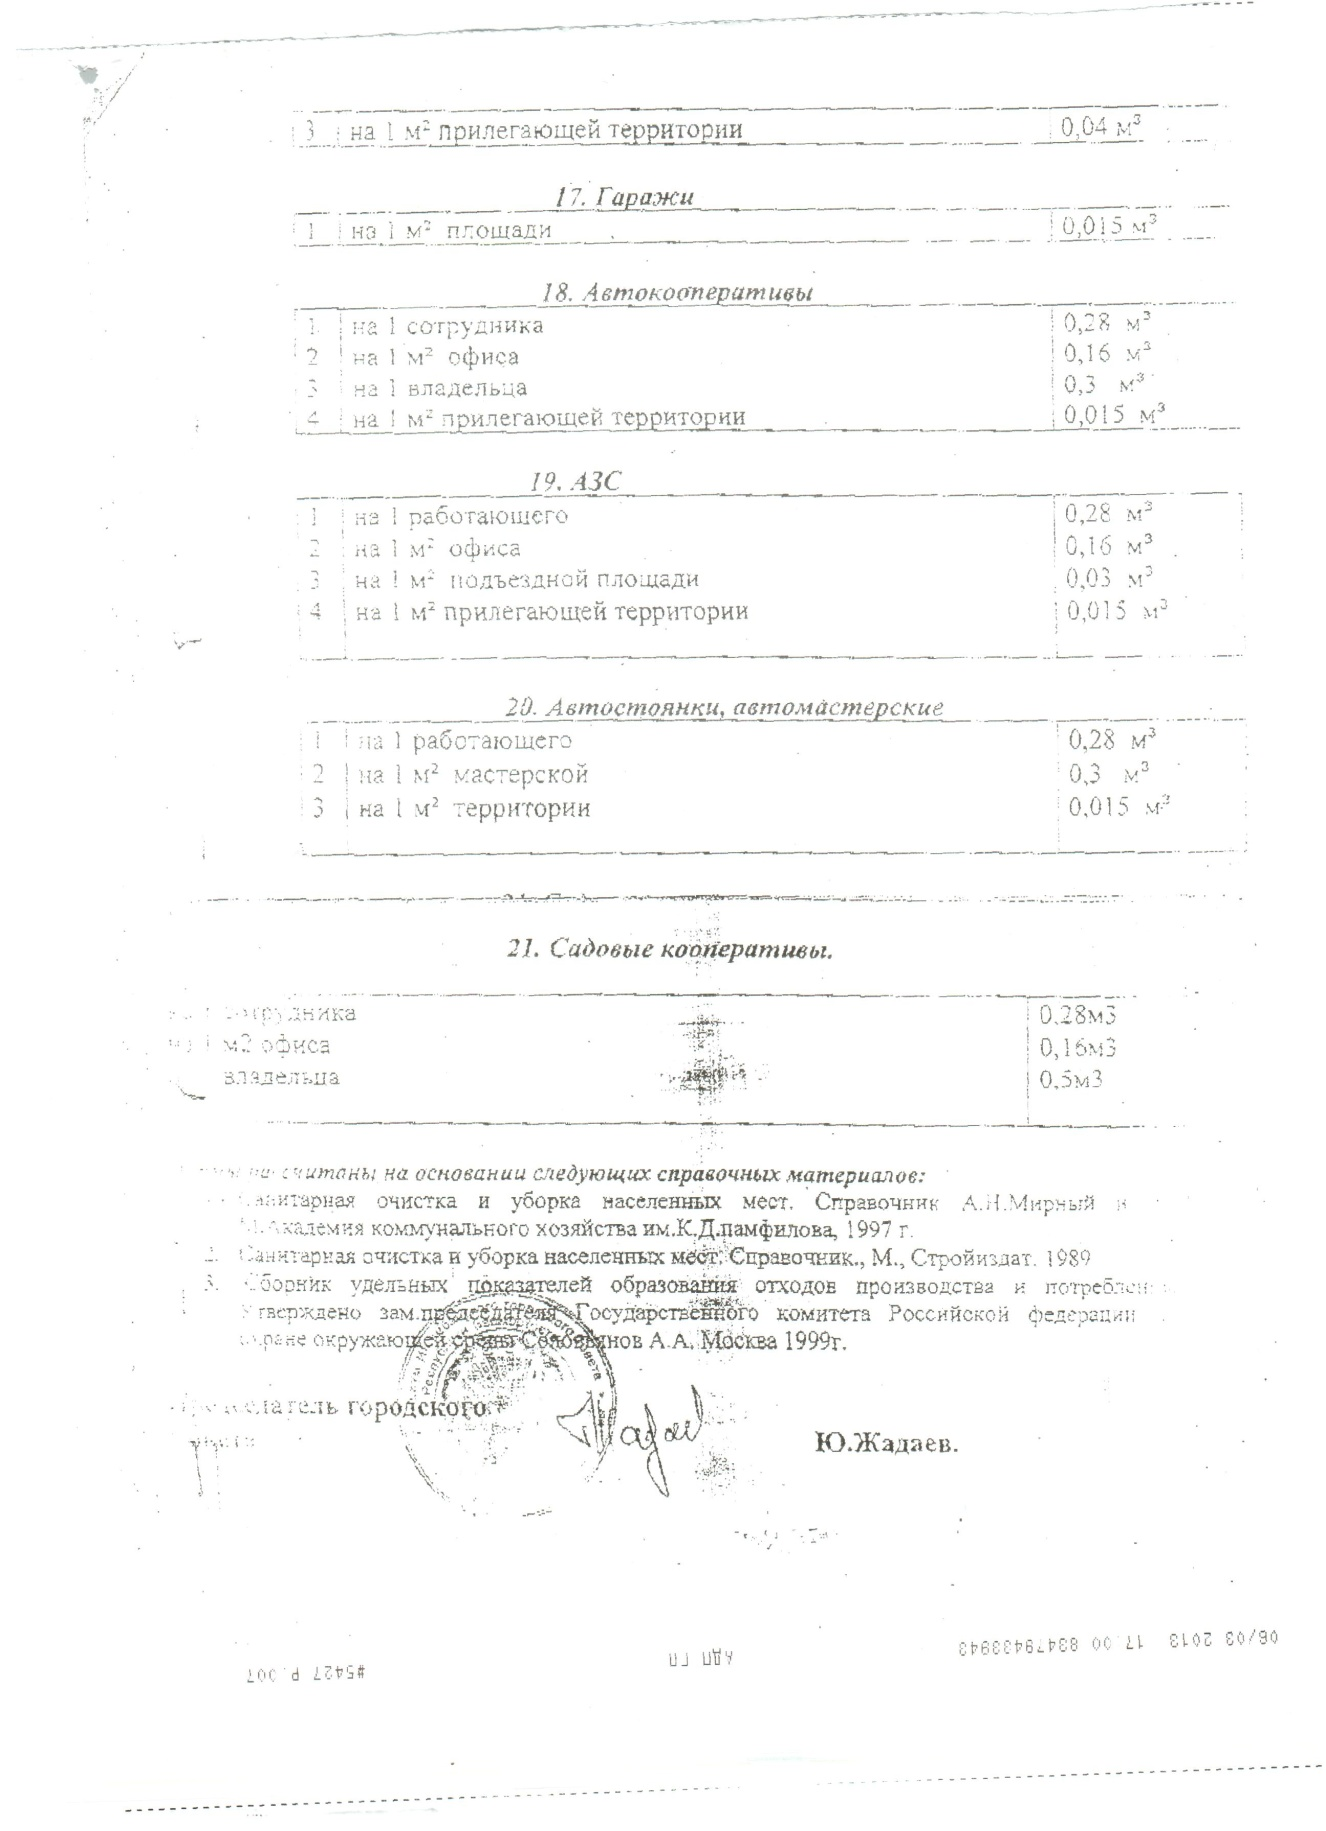 3 на 1 м² прилегающей территории 0,04 м³
17. Гаражи
1 на 1 м² площади 0,015 м³
18. Автокооперативы
1 на 1 сотрудника 0,28 м³
2 на 1 м² офиса 0,16 м³
3 на 1 владельца 0,3 м³
4 на 1 м² прилегающей территории 0,015 м³
19. АЗС
1 на 1 работающего 0,28 м³
2 на 1 м² офиса 0,16 м³
3 на 1 м² подъездной площади 0,03 м³
4 на 1 м² прилегающей территории 0,015 м³
20. Автостоянки, автомастерские
1 на 1 работающего 0,28 м³
2 на 1 м² мастерской 0,3 м³
3 на 1 м² территории 0,015 м³
21. Садовые кооперативы.
сотрудника 0,28м3
на 1 м2 офиса 0,16м3
владельца 0,5м3
на основании следующих справочных материалов:
Санитарная очистка и уборка населенных мест. Справочник А.Н.Мирный и
М.Академия коммунального хозяйства им.К.Д.памфилова, 1997 г.
2. Санитарная очистка и уборка населенных мест. Справочник., М., Стройиздат. 1989
3. Сборник удельных показателей образования отходов производства и
Утверждено зам.председателя Государственного комитета Российской федерации
охране окружающей среды Соловьянов А.А. Москва 1999г.
городского
Ю.Жадаев.
06/03 2013 17:00 83479433943
АДП ГП
#5427 P.007